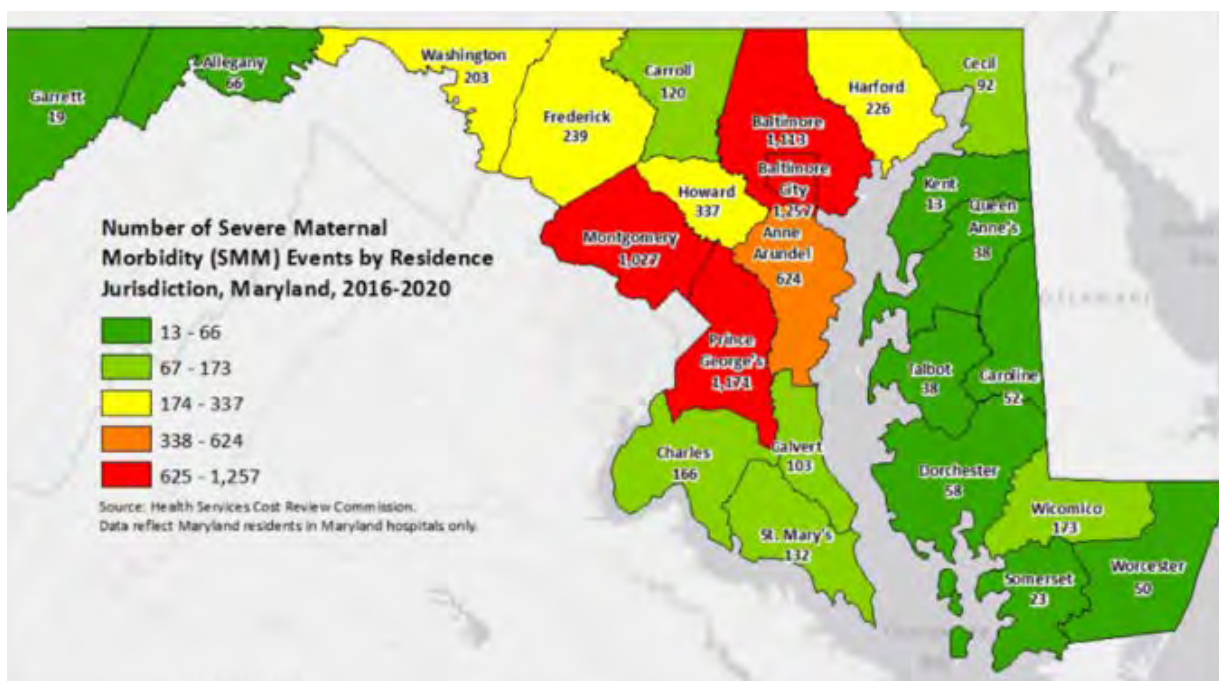 Garrett
19
Allegany
66
Washington
203
Frederick
239
Carroll
120
Baltimore
1,113
Baltimore
City
1,257
Harford
226
Cecil
92
Howard
337
Montgomery
1,027
Anne
Arundel
624
Prince
George's
1,171
Kent
13
Queen
Anne's
38
Talbot
38
Caroline
52
Charles
166
Calvert
103
St. Mary's
132
Dorchester
58
Wicomico
173
Somerset
23
Worcester
50
Number of Severe Maternal
Morbidity (SMM) Events by Residence
Jurisdiction, Maryland, 2016-2020
13 - 66
67 - 173
174 - 337
338 - 624
625 - 1,257
Source: Health Services Cost Review Commission.
Data reflect Maryland residents in Maryland hospitals only.